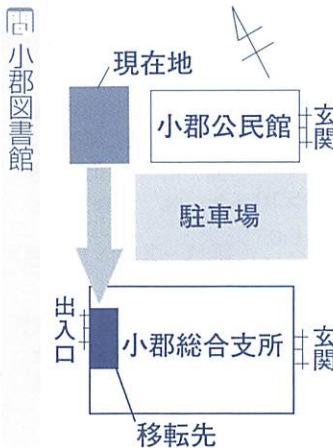 小郡図書館
現在地
小郡公民館
玄関
駐車場
出入口
小郡総合支所
玄関
移転先